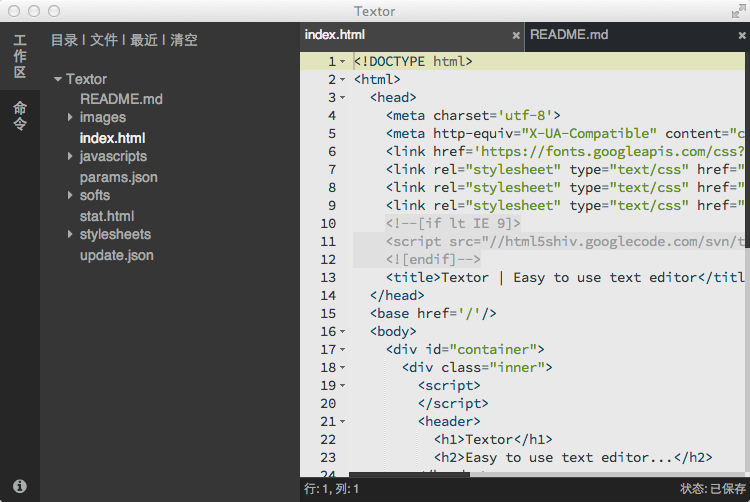 Textor
工作区
命令
目录 | 文件 | 最近 | 清空
Textor
README.md
images
index.html
javascripts
params.json
softs
stat.html
stylesheets
update.json
index.html × README.md ×
1 <!DOCTYPE html>
2 <html>
3 <head>
4 <meta charset='utf-8'>
5 <meta http-equiv="X-UA-Compatible" content="c
6 <link href='https://fonts.googleapis.com/css?
7 <link rel="stylesheet" type="text/css" href="
8 <link rel="stylesheet" type="text/css" href="
9 <link rel="stylesheet" type="text/css" href="
10 <!--[if lt IE 9]>
11 <script src="//html5shiv.googlecode.com/svn/t
12 <![endif]-->
13 <title>Textor | Easy to use text editor</titl
14 </head>
15 <base href='/'/>
16 <body>
17 <div id="container">
18 <div class="inner">
19 <script>
20 </script>
21 <header>
22 <h1>Textor</h1>
23 <h2>Easy to use text editor...</h2>
24
行: 1, 列: 1
状态: 已保存